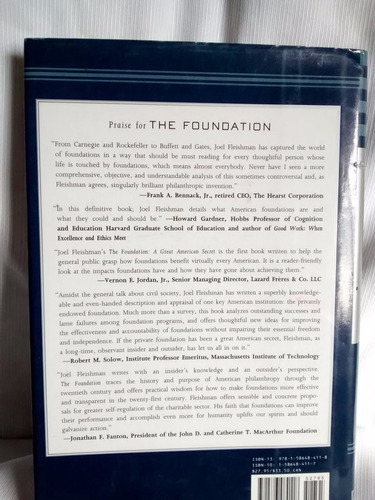 Praise for THE FOUNDATION
"From Carnegie and Rockefeller to Buffett and Gates, Joel Fleishman has captured the world
of foundations in a way that should be must reading for every thoughtful person whose
life is touched by foundations, which means almost everybody. Never have I seen a more
comprehensive, objective, and understandable analysis of this sometimes controversial and, as
Fleishman agrees, singularly brilliant philanthropic invention."
—Frank A. Bennack, Jr., retired CEO, The Hearst Corporation
"In this definitive book, Joel Fleishman details what American foundations are and
what they could and should be." —Howard Gardner, Hobbs Professor of Cognition
and Education Harvard Graduate School of Education and author of Good Work: When
Excellence and Ethics Meet
"Joel Fleishman's The Foundation: A Great American Secret is the first book written to help the
general public grasp how foundations benefit virtually every American. It is a reader-friendly
look at the impacts foundations have and how they have gone about achieving them."
—Vernon E. Jordan, Jr., Senior Managing Director, Lazard Frères & Co. LLC
"Amidst the general talk about civil society, Joel Fleishman has written a superbly knowledge-
able and even-handed description and appraisal of one key American institution: the privately
endowed foundation. Much more than a survey, this book analyzes outstanding successes and
lame failures among foundation programs, and offers thoughtful new ideas for improving
the effectiveness and accountability of foundations without impairing their essential freedom
and independence. If the private foundation has been a great American secret, Fleishman, as
a long-time, observant insider and outsider, has let us all in on it."
—Robert M. Solow, Institute Professor Emeritus, Massachusetts Institute of Technology
"Joel Fleishman writes with an insider's knowledge and an outsider's perspective.
The Foundation traces the history and purpose of American philanthropy through the
twentieth century and offers practical wisdom for how to make foundations more effective
and transparent in the twenty-first century. Fleishman offers sensible and concrete propo-
sals for greater self-regulation of the charitable sector. His faith that foundations can improve
their performance and accomplish even more for humanity uplifts our spirits and should
galvanize action."
—Jonathan F. Fanton, President of the John D. and Catherine T. MacArthur Foundation
ISBN-13: 978-1-58648-411-8
ISBN-10: 1-58648-411-7
$27.95/$33.50 CAN